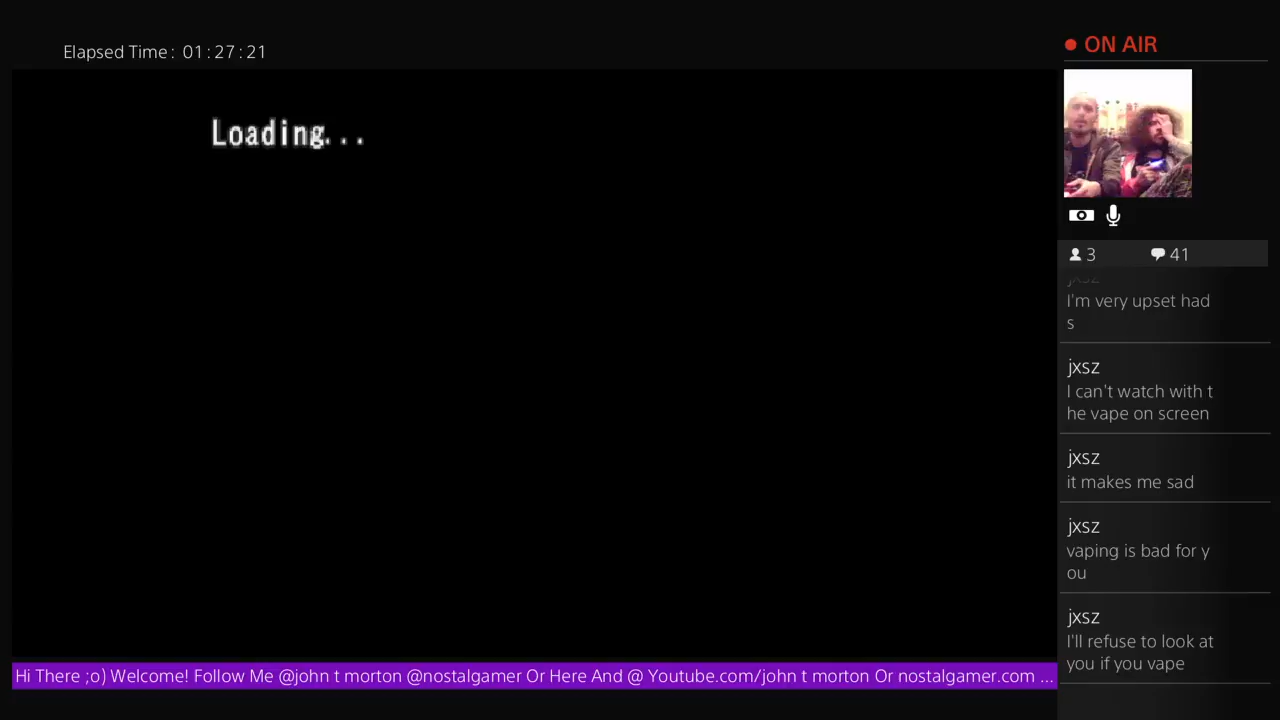 Elapsed Time: 01:27:21
ON AIR
Loading...
3 41
jxsz
I'm very upset had
s
jxsz
I can't watch with t
he vape on screen
jxsz
it makes me sad
jxsz
vaping is bad for y
ou
jxsz
I'll refuse to look at
you if you vape
Hi There ;o) Welcome! Follow Me @john t morton @nostalgamer Or Here And @ Youtube.com/john t morton Or nostalgamer.com ...